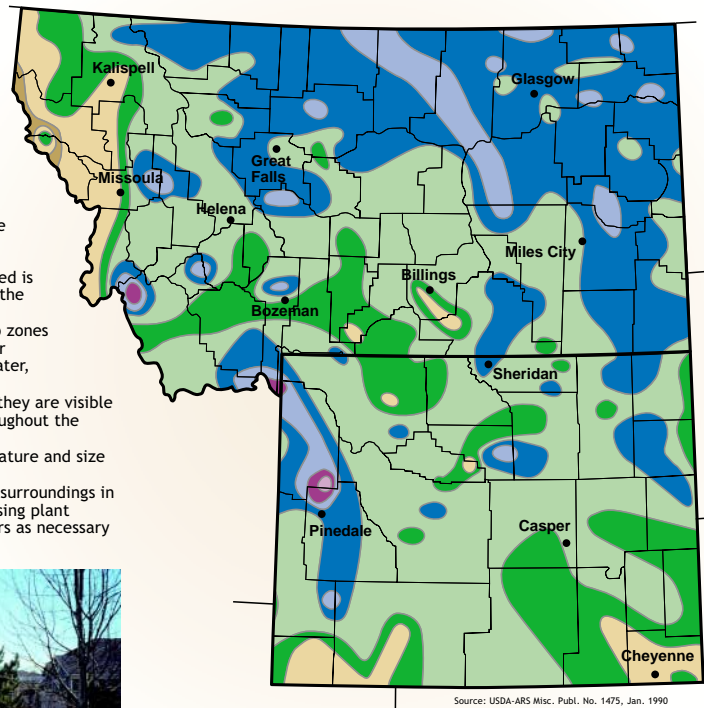 Kalispell
Glasgow
Great
Falls
Missoula
Helena
Miles City
Billings
Bozeman
Sheridan
Pinedale
Casper
Cheyenne
e
ed is
the
o zones
r
ater,
they are visible
ughout the
ature and size
surroundings in
sing plant
rs as necessary
Source: USDA-ARS Misc. Publ. No. 1475, Jan. 1990